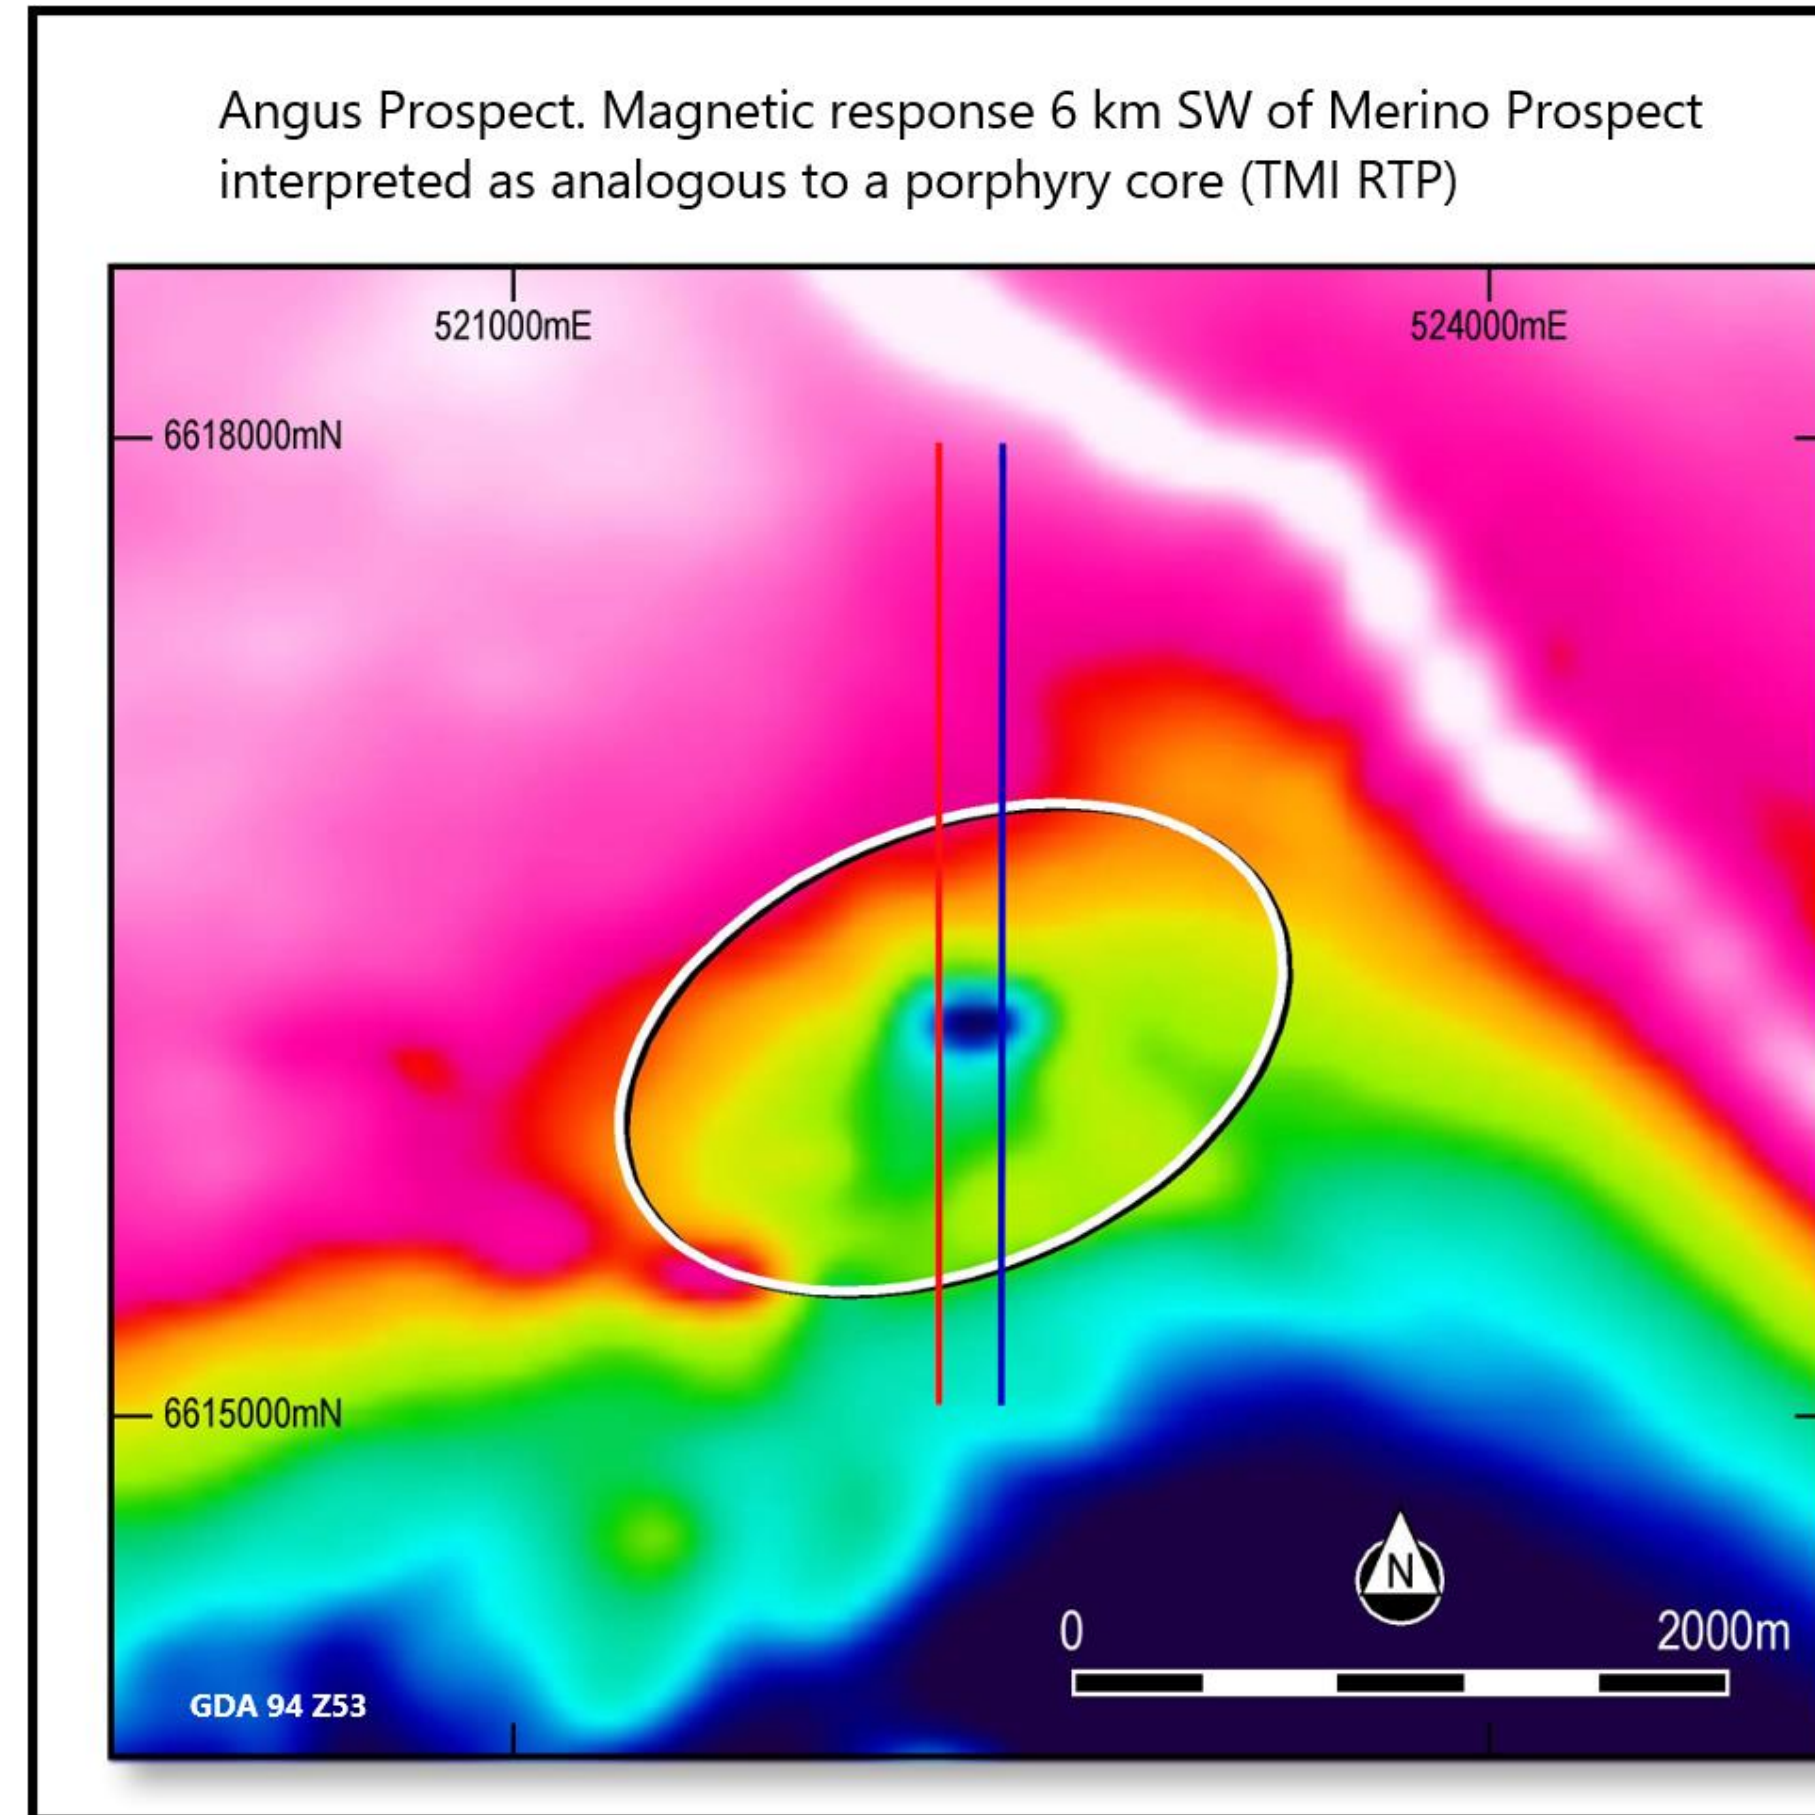 Angus Prospect. Magnetic response 6 km SW of Merino Prospect
interpreted as analogous to a porphyry core (TMI RTP)
521000mE
524000mE
6618000mN
6615000mN
N
0
2000m
GDA 94 Z53